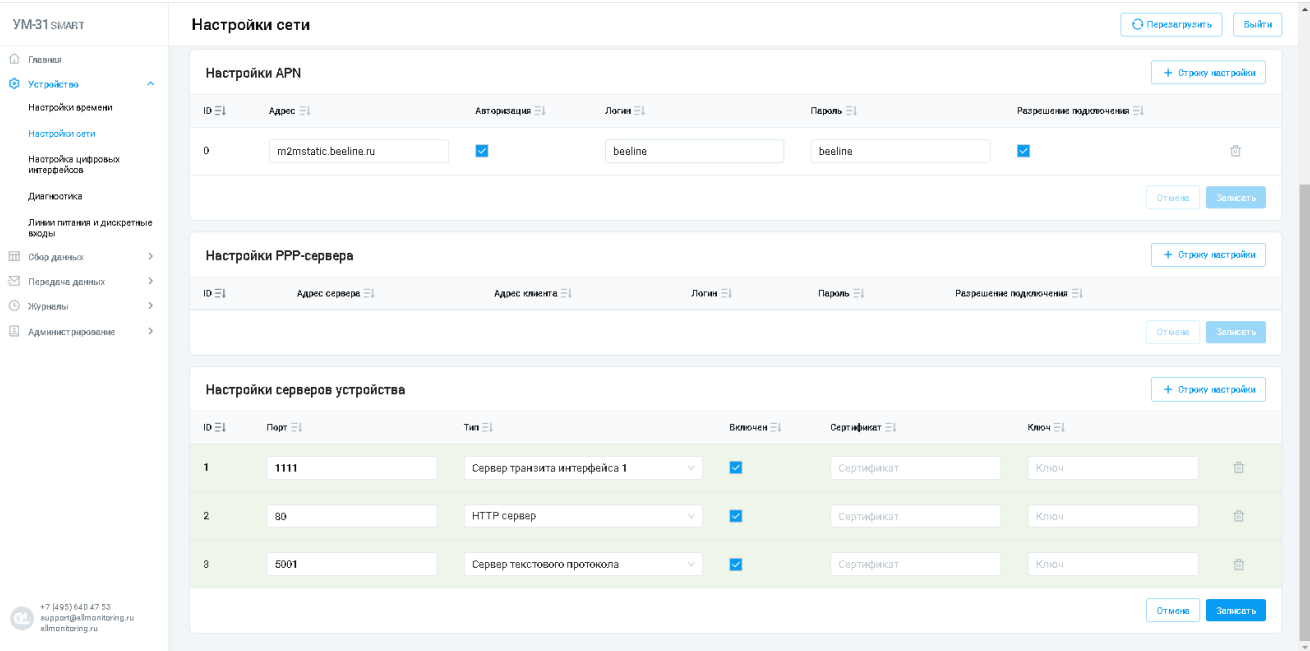 УМ-31 SMART
Настройки сети
Перезагрузить
Выйти
Главная
Устройство
Настройки времени
Настройки сети
Настройка цифровых
интерфейсов
Диагностика
Линии питания и дискретные
входы
Сбор данных
Передача данных
Журналы
Администрирование
+7 (495) 640 47 53
support@allmonitoring.ru
allmonitoring.ru
Настройки APN
+ Строку настройки
ID Адрес Авторизация Логин Пароль Разрешение подключения
0 m2mstatic.beeline.ru beeline beeline
Отмена Записать
Настройки PPP-сервера
+ Строку настройки
ID Адрес сервера Адрес клиента Логин Пароль Разрешение подключения
Отмена Записать
Настройки серверов устройства
+ Строку настройки
ID Порт Тип Включен Сертификат Ключ
1 1111 Сервер транзита интерфейса 1 Сертификат Ключ
2 80 HTTP сервер Сертификат Ключ
3 5001 Сервер текстового протокола Сертификат Ключ
Отмена Записать